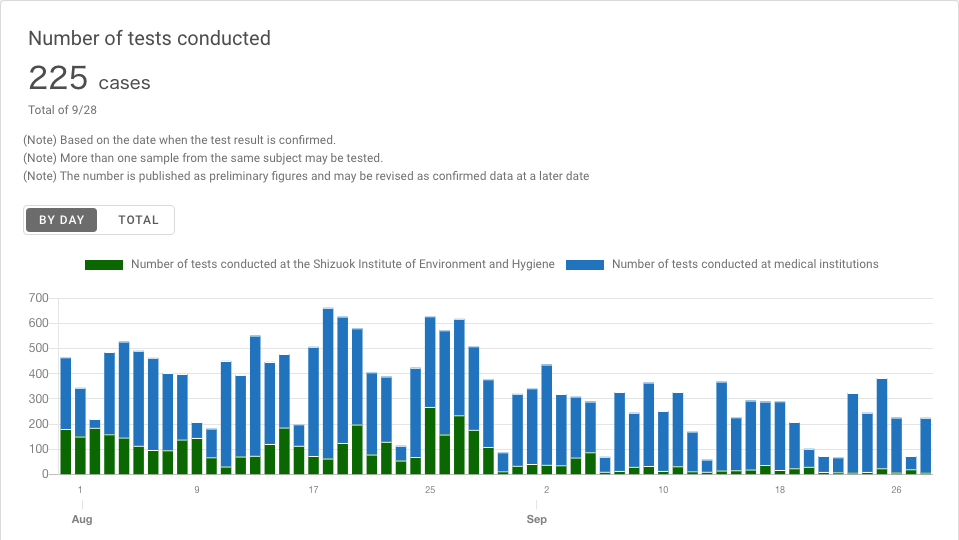 Number of tests conducted
225 cases
Total of 9/28
(Note) Based on the date when the test result is confirmed.
(Note) More than one sample from the same subject may be tested.
(Note) The number is published as preliminary figures and may be revised as confirmed data at a later date
BY DAY TOTAL
Number of tests conducted at the Shizuok Institute of Environment and Hygiene Number of tests conducted at medical institutions
700
600
500
400
300
200
100
0
1 9 17 25 2 10 18 26
Aug Sep